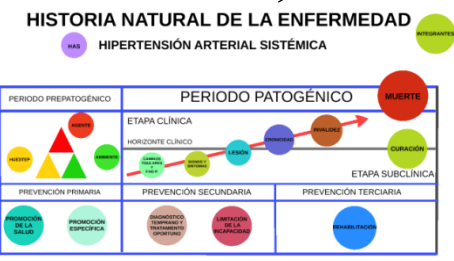 HISTORIA NATURAL DE LA ENFERMEDAD
INTEGRANTES
HAS
HIPERTENSIÓN ARTERIAL SISTÉMICA
PERIODO PREPATOGÉNICO
PERIODO PATOGÉNICO
MUERTE
AGENTE
HUESTEP
AMBIENTE
ETAPA CLÍNICA
HORIZONTE CLÍNICO
CAMBIOS
SIGNOS Y
SINTOMAS
LESIÓN
CRONICIDAD
INVALIDEZ
CURACIÓN
ETAPA SUBCLÍNICA
PREVENCIÓN PRIMARIA
PREVENCIÓN SECUNDARIA
PREVENCIÓN TERCIARIA
PROMOCIÓN
DE LA
SALUD
PROMOCIÓN
ESPECÍFICA
DIAGNÓSTICO
TEMPRANO Y
TRATAMIENTO
OPORTUNO
LIMITACIÓN
DE LA
INCAPACIDAD
REHABILITACIÓN